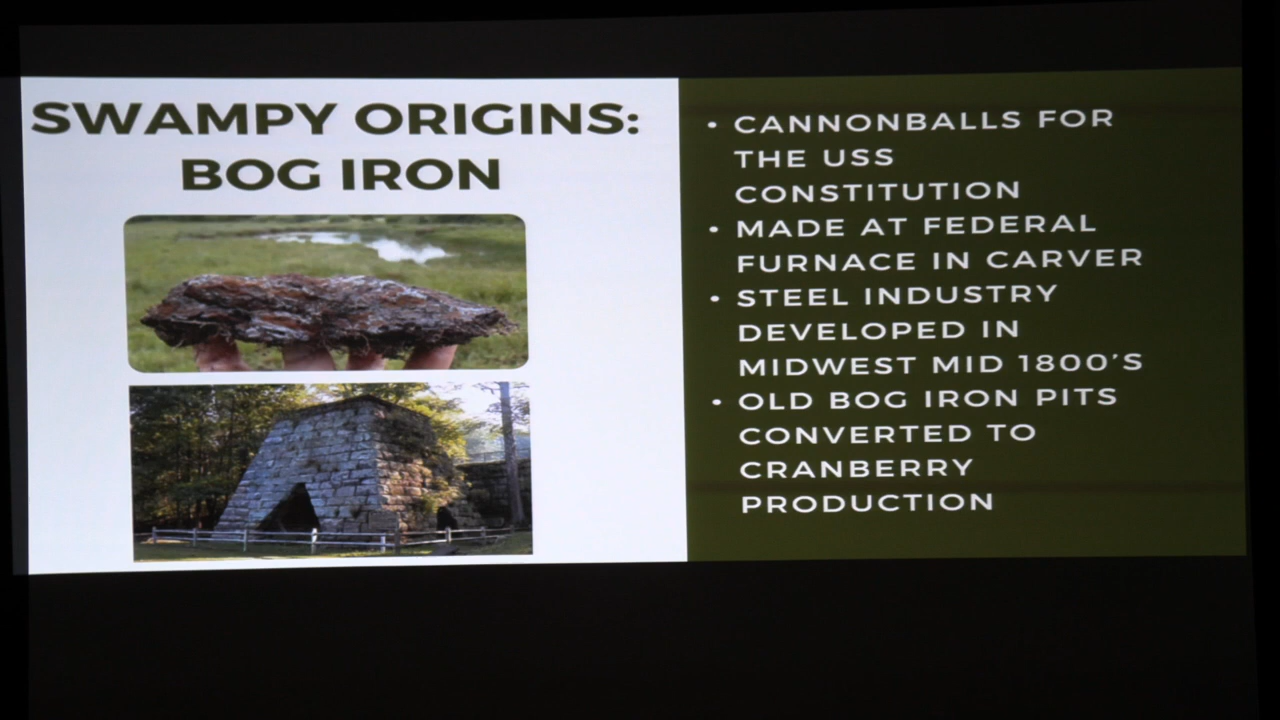 SWAMPY ORIGINS:
BOG IRON
• CANNONBALLS FOR
THE USS
CONSTITUTION
• MADE AT FEDERAL
FURNACE IN CARVER
• STEEL INDUSTRY
DEVELOPED IN
MIDWEST MID 1800'S
• OLD BOG IRON PITS
CONVERTED TO
CRANBERRY
PRODUCTION